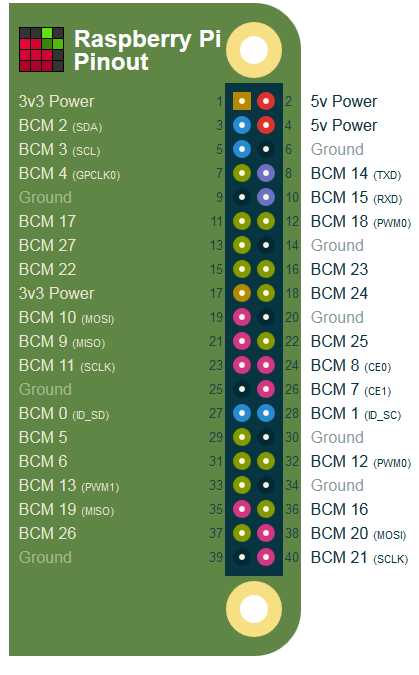 Raspberry Pi
Pinout
3v3 Power 1 2 5v Power
BCM 2 (SDA) 3 4 5v Power
BCM 3 (SCL) 5 6 Ground
BCM 4 (GPCLK0) 7 8 BCM 14 (TXD)
Ground 9 10 BCM 15 (RXD)
BCM 17 11 12 BCM 18 (PWM0)
BCM 27 13 14 Ground
BCM 22 15 16 BCM 23
3v3 Power 17 18 BCM 24
BCM 10 (MOSI) 19 20 Ground
BCM 9 (MISO) 21 22 BCM 25
BCM 11 (SCLK) 23 24 BCM 8 (CE0)
Ground 25 26 BCM 7 (CE1)
BCM 0 (ID_SD) 27 28 BCM 1 (ID_SC)
BCM 5 29 30 Ground
BCM 6 31 32 BCM 12 (PWM0)
BCM 13 (PWM1) 33 34 Ground
BCM 19 (MISO) 35 36 BCM 16
BCM 26 37 38 BCM 20 (MOSI)
Ground 39 40 BCM 21 (SCLK)